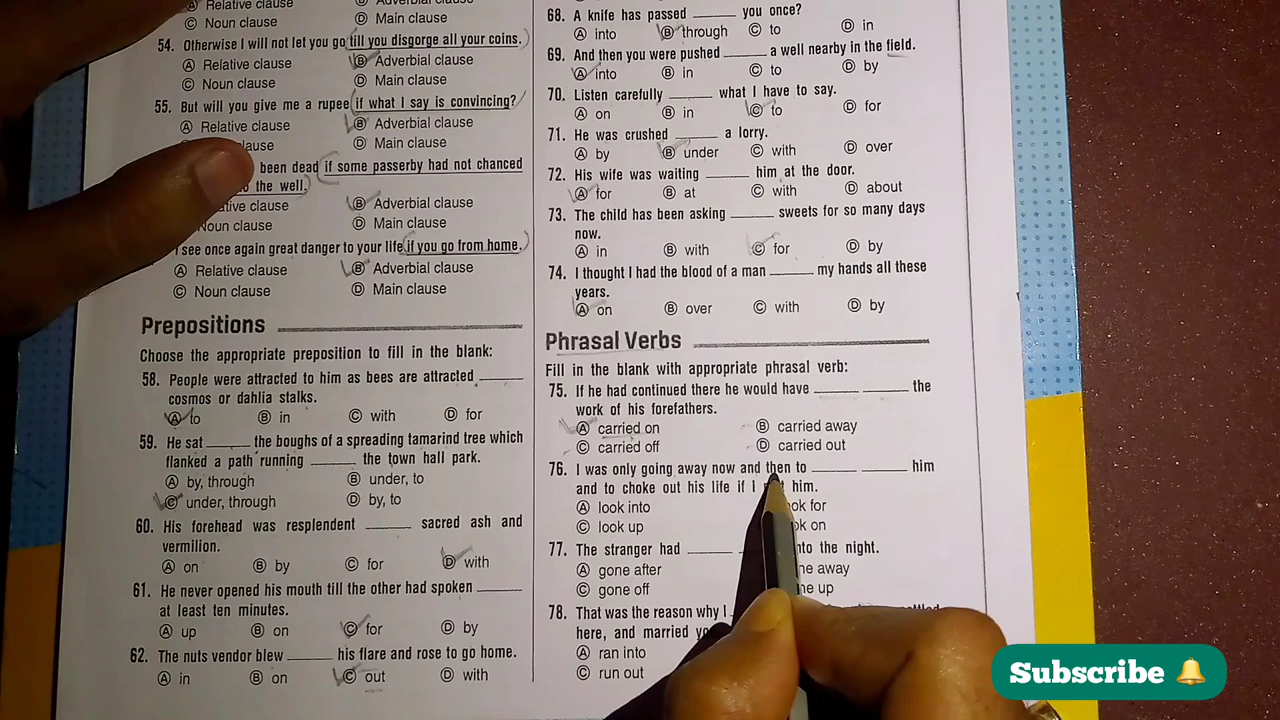 Relative clause
Adverbial clause
Ⓒ Noun clause
Ⓓ Main clause
54. Otherwise I will not let you go till you disgorge all your coins.
Ⓐ Relative clause
Ⓑ Adverbial clause
Ⓒ Noun clause
Ⓓ Main clause
55. But will you give me a rupee if what I say is convincing?
Ⓐ Relative clause
Ⓑ Adverbial clause
clause
Ⓓ Main clause
been dead if some passerby had not chanced
the well.
clause
Ⓑ Adverbial clause
Noun clause
Ⓓ Main clause
I see once again great danger to your life if you go from home.
Ⓐ Relative clause
Ⓑ Adverbial clause
Ⓒ Noun clause
Ⓓ Main clause
Prepositions
Choose the appropriate preposition to fill in the blank:
58. People were attracted to him as bees are attracted ______
cosmos or dahlia stalks.
Ⓐ to Ⓑ in Ⓒ with Ⓓ for
59. He sat ______ the boughs of a spreading tamarind tree which
flanked a path running ______ the town hall park.
Ⓐ by, through Ⓑ under, to
Ⓒ under, through Ⓓ by, to
60. His forehead was resplendent ______ sacred ash and
vermilion.
Ⓐ on Ⓑ by Ⓒ for Ⓓ with
61. He never opened his mouth till the other had spoken ______
at least ten minutes.
Ⓐ up Ⓑ on Ⓒ for Ⓓ by
62. The nuts vendor blew ______ his flare and rose to go home.
Ⓐ in Ⓑ on Ⓒ out Ⓓ with
68. A knife has passed ______ you once?
Ⓐ into Ⓑ through Ⓒ to Ⓓ in
69. And then you were pushed ______ a well nearby in the field.
Ⓐ into Ⓑ in Ⓒ to Ⓓ by
70. Listen carefully ______ what I have to say.
Ⓐ on Ⓑ in Ⓒ to Ⓓ for
71. He was crushed ______ a lorry.
Ⓐ by Ⓑ under Ⓒ with Ⓓ over
72. His wife was waiting ______ him at the door.
Ⓐ for Ⓑ at Ⓒ with Ⓓ about
73. The child has been asking ______ sweets for so many days
now.
Ⓐ in Ⓑ with Ⓒ for Ⓓ by
74. I thought I had the blood of a man ______ my hands all these
years.
Ⓐ on Ⓑ over Ⓒ with Ⓓ by
Phrasal Verbs
Fill in the blank with appropriate phrasal verb:
75. If he had continued there he would have ______ ______ the
work of his forefathers.
Ⓐ carried on Ⓑ carried away
Ⓒ carried off Ⓓ carried out
76. I was only going away now and then to ______ ______ him
and to choke out his life if I him.
Ⓐ look into
Ⓒ look up
77. The stranger had ______ the night.
Ⓐ gone after away
Ⓒ gone off up
78. That was the reason why I
here, and married
Ⓐ ran into
Ⓒ run out
Subscribe